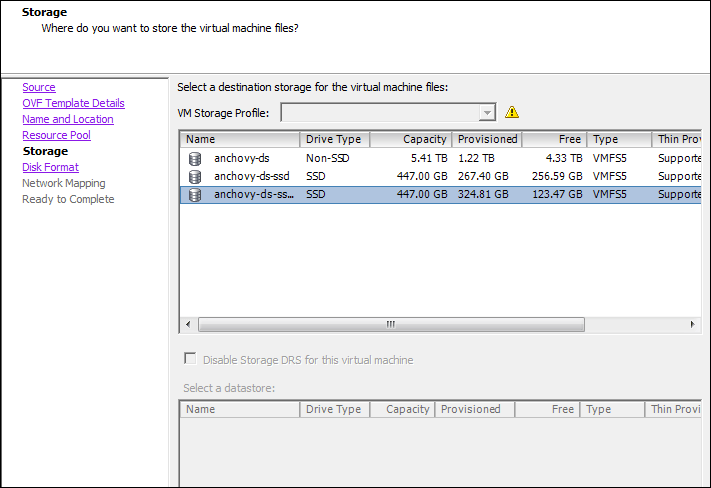 Storage
Where do you want to store the virtual machine files?
Source
OVF Template Details
Name and Location
Resource Pool
Storage
Disk Format
Network Mapping
Ready to Complete
Select a destination storage for the virtual machine files:
VM Storage Profile:
Name Drive Type Capacity Provisioned Free Type Thin Pro
anchovy-ds Non-SSD 5.41 TB 1.22 TB 4.33 TB VMFS5 Supporte
anchovy-ds-ssd SSD 447.00 GB 267.40 GB 256.59 GB VMFS5 Supporte
anchovy-ds-ss... SSD 447.00 GB 324.81 GB 123.47 GB VMFS5 Supporte
Disable Storage DRS for this virtual machine
Select a datastore:
Name Drive Type Capacity Provisioned Free Type Thin Provi